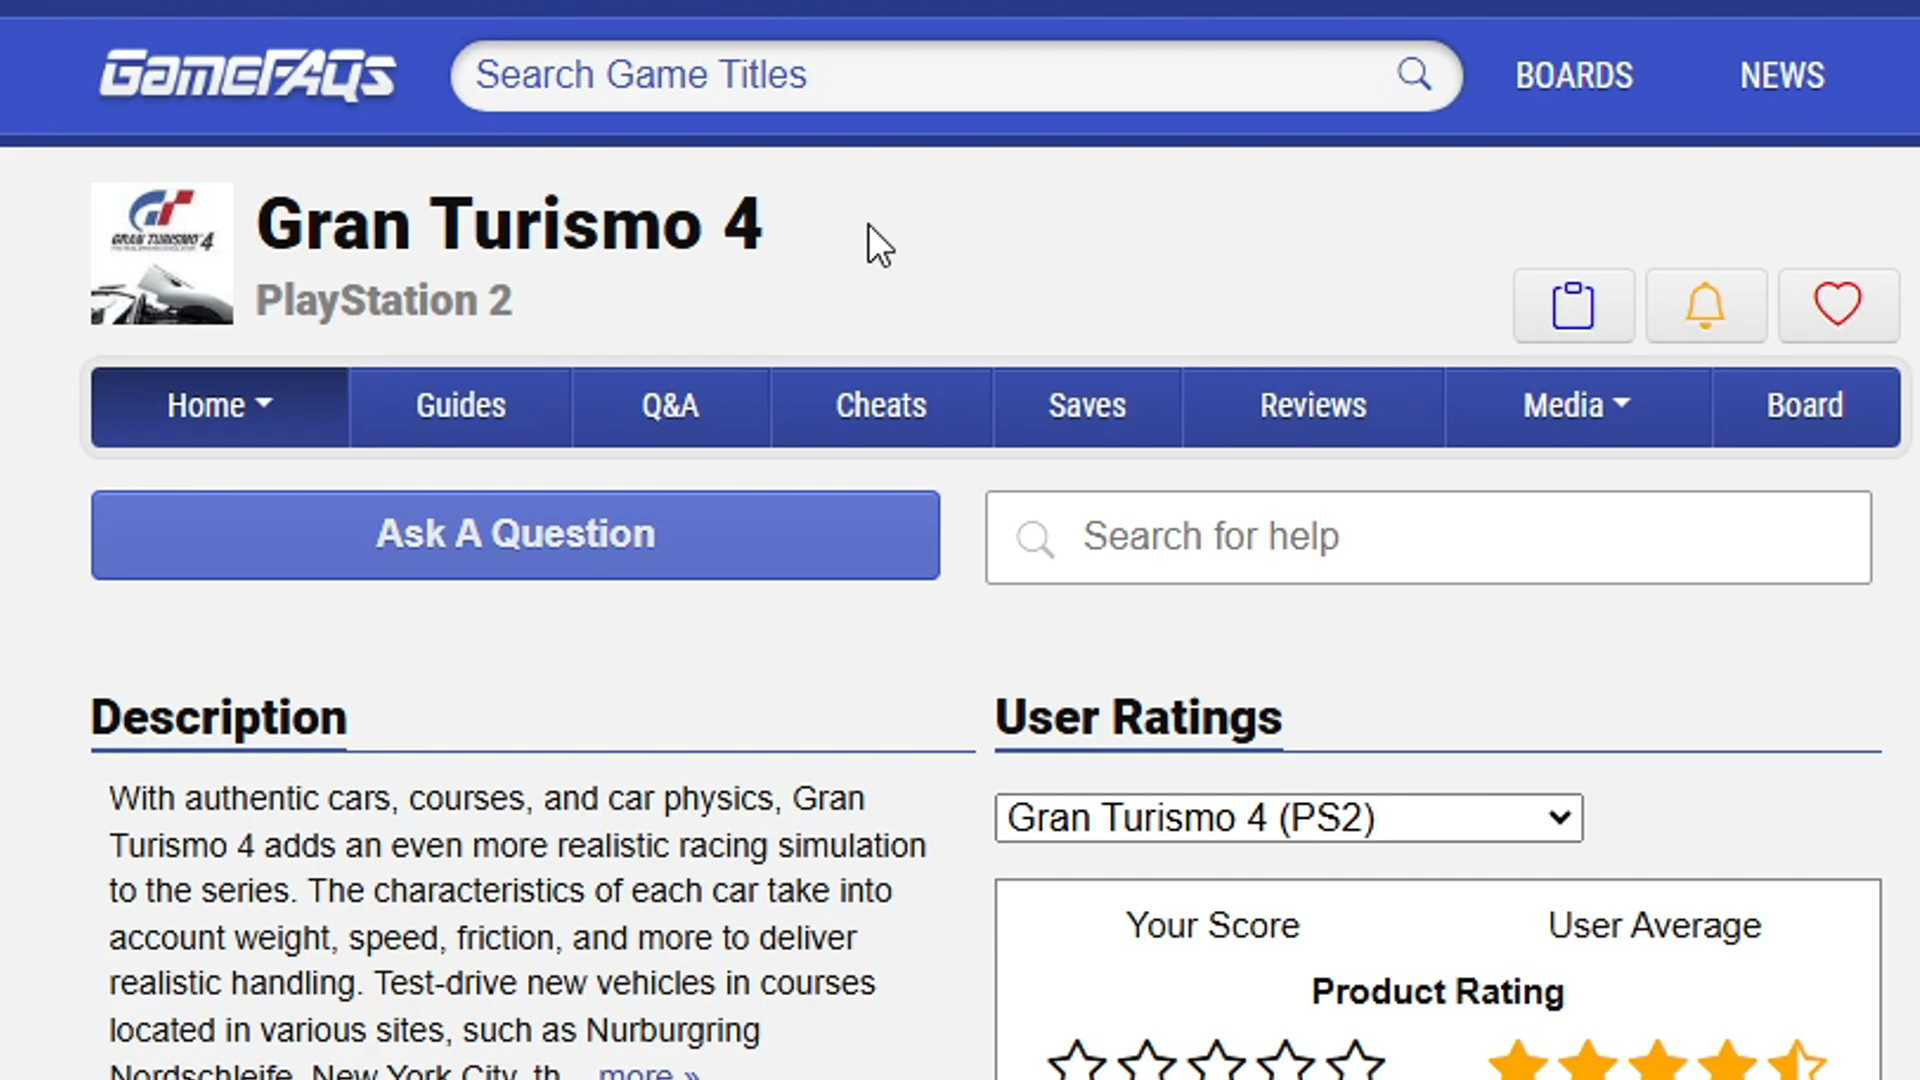 GameFAQs
Search Game Titles
BOARDS
NEWS
GRAN TURISMO 4
Gran Turismo 4
PlayStation 2
Home
Guides
Q&A
Cheats
Saves
Reviews
Media
Board
Ask A Question
Search for help
Description
With authentic cars, courses, and car physics, Gran
Turismo 4 adds an even more realistic racing simulation
to the series. The characteristics of each car take into
account weight, speed, friction, and more to deliver
realistic handling. Test-drive new vehicles in courses
located in various sites, such as Nurburgring
Nordschleife, New York City, th... more »
User Ratings
Gran Turismo 4 (PS2)
Your Score
User Average
Product Rating